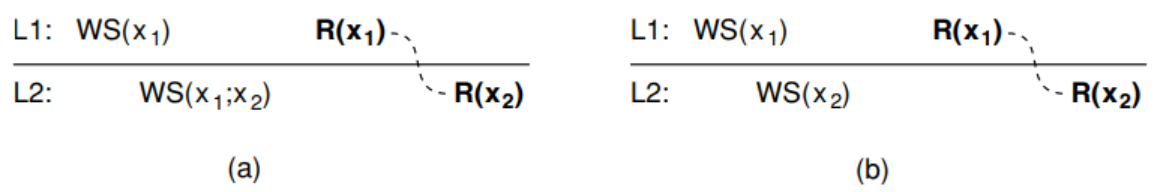 L1: WS(x₁) R(x₁) L1: WS(x₁) R(x₁)
L2: WS(x₁;x₂) R(x₂) L2: WS(x₂) R(x₂)
(a) (b)